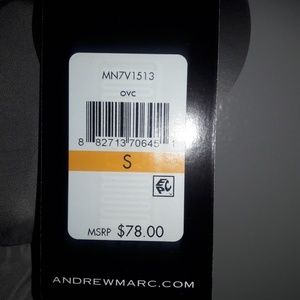 MN7V1513
ovc
8 82713 70645 1
S
MSRP $78.00
ANDREWMARC.COM